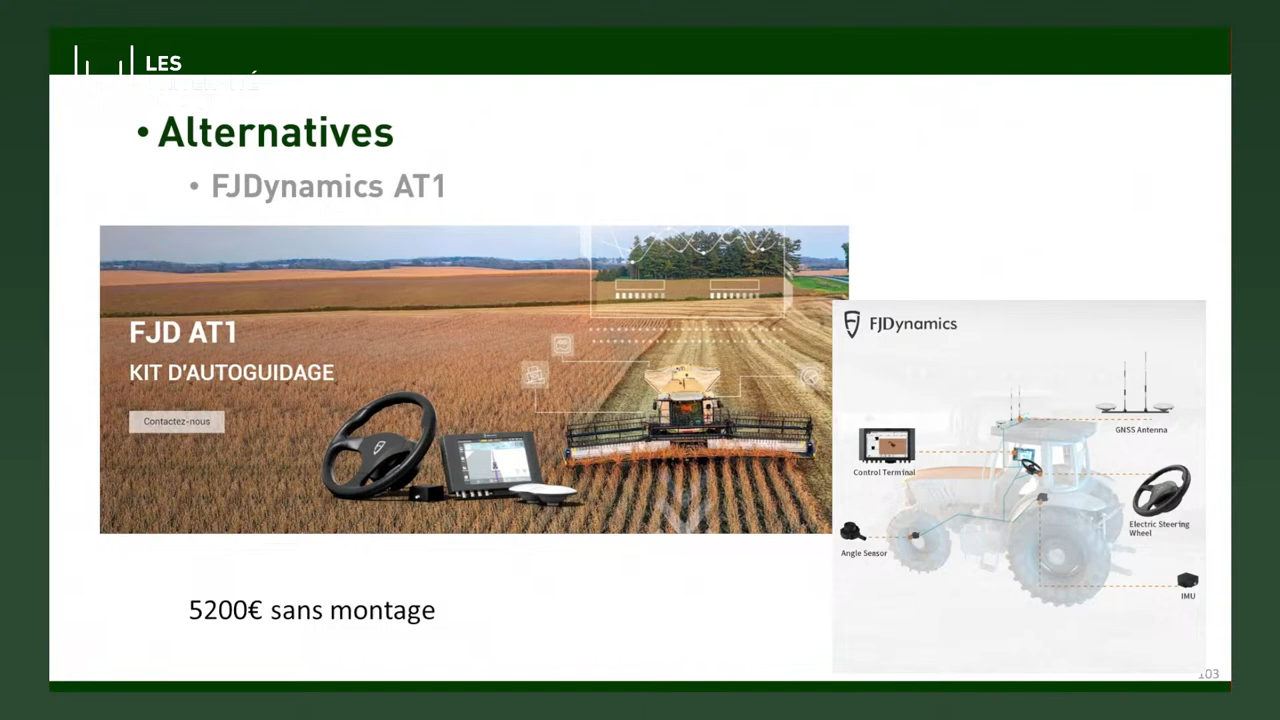 LES
• Alternatives
• FJDynamics AT1
FJD AT1
KIT D'AUTOGUIDAGE
Contactez-nous
FJDynamics
GNSS Antenna
Control Terminal
Electric Steering
Wheel
Angle Sensor
IMU
5200€ sans montage
103